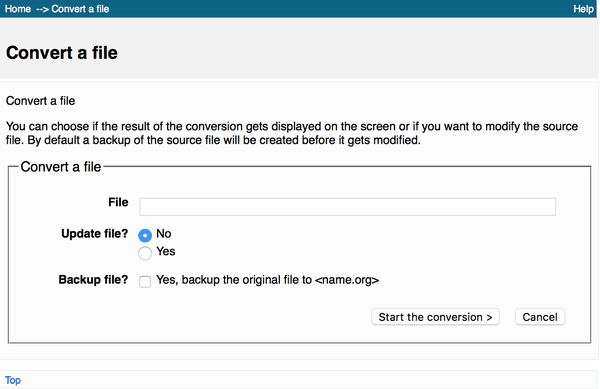 Home --> Convert a file Help
Convert a file
Convert a file
You can choose if the result of the conversion gets displayed on the screen or if you want to modify the source
file. By default a backup of the source file will be created before it gets modified.
Convert a file
File
Update file? No
Yes
Backup file? Yes, backup the original file to <name.org>
Start the conversion > Cancel
Top